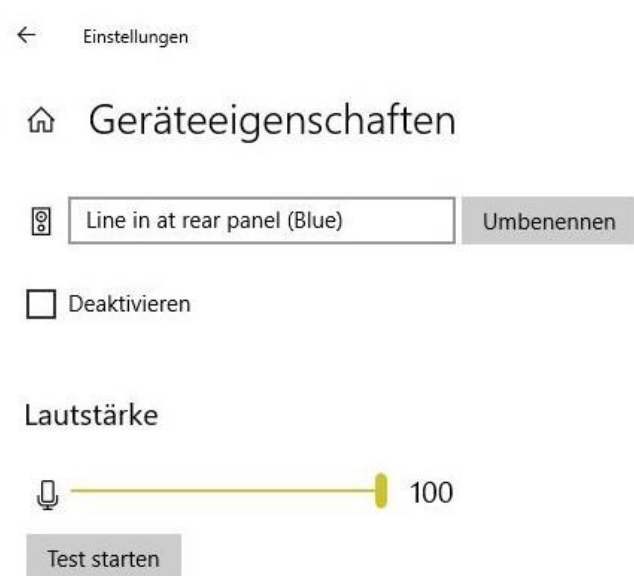 Einstellungen
Geräteeigenschaften
Line in at rear panel (Blue) Umbenennen
Deaktivieren
Lautstärke
100
Test starten